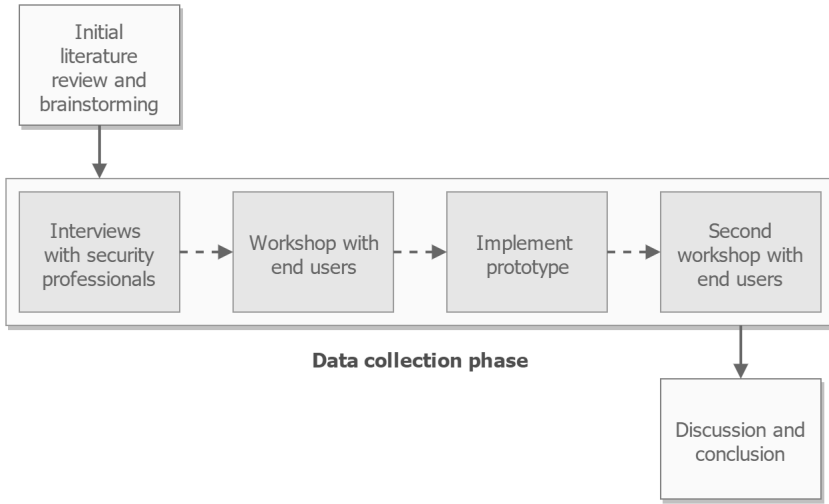 Initial
literature
review and
brainstorming
Interviews
with security
professionals
Workshop with
end users
Implement
prototype
Second
workshop with
end users
Data collection phase
Discussion and
conclusion